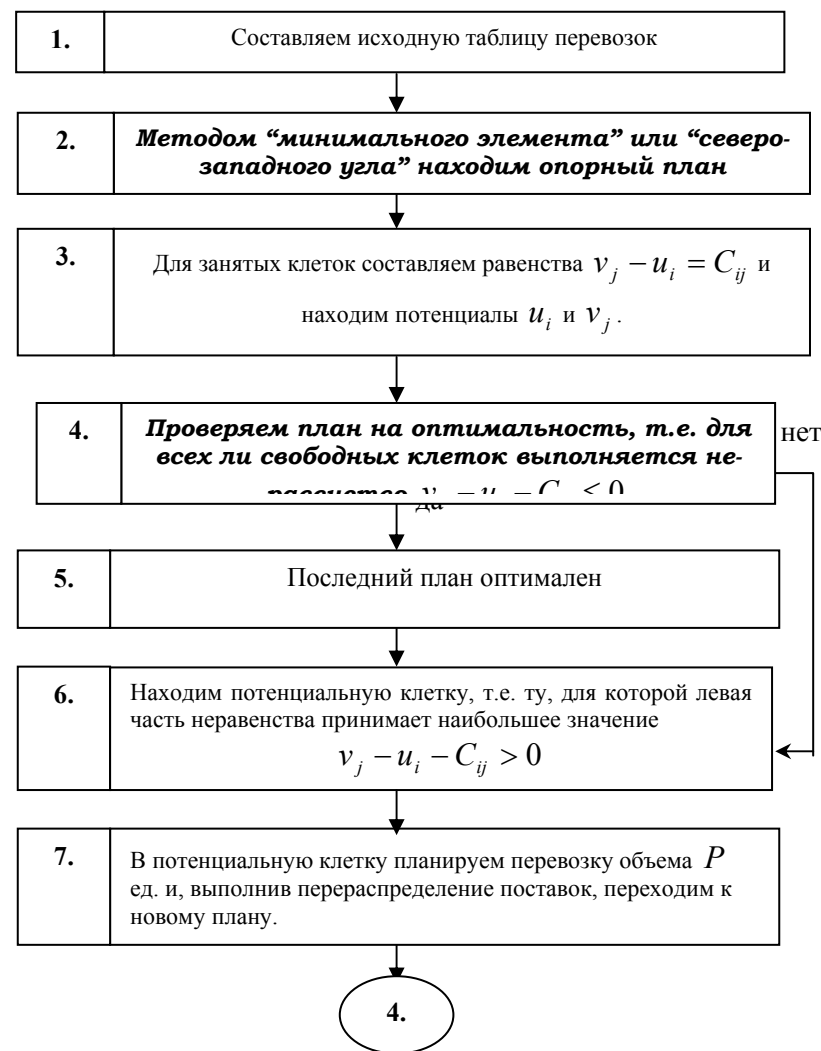 1. Составляем исходную таблицу перевозок
2. Методом “минимального элемента” или “северо-
западного угла” находим опорный план
3. Для занятых клеток составляем равенства v_j − u_i = C_ij и
находим потенциалы u_i и v_j.
4. Проверяем план на оптимальность, т.е. для
всех ли свободных клеток выполняется не-
нет
− u − C ≤ 0
да
5. Последний план оптимален
6. Находим потенциальную клетку, т.е. ту, для которой левая
часть неравенства принимает наибольшее значение
v_j − u_i − C_ij > 0
7. В потенциальную клетку планируем перевозку объема P
ед. и, выполнив перераспределение поставок, переходим к
новому плану.
4.